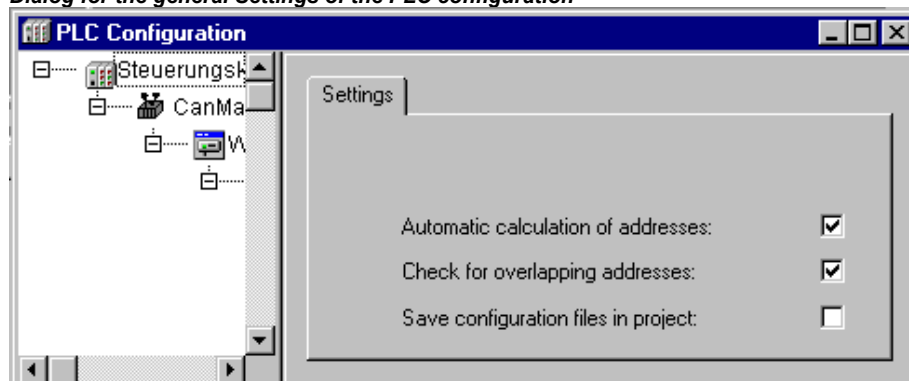 Dialog for the general Settings of the PLC configuration
PLC Configuration
Steuerungsk
CanMa
W
Settings
Automatic calculation of addresses:
Check for overlapping addresses:
Save configuration files in project: